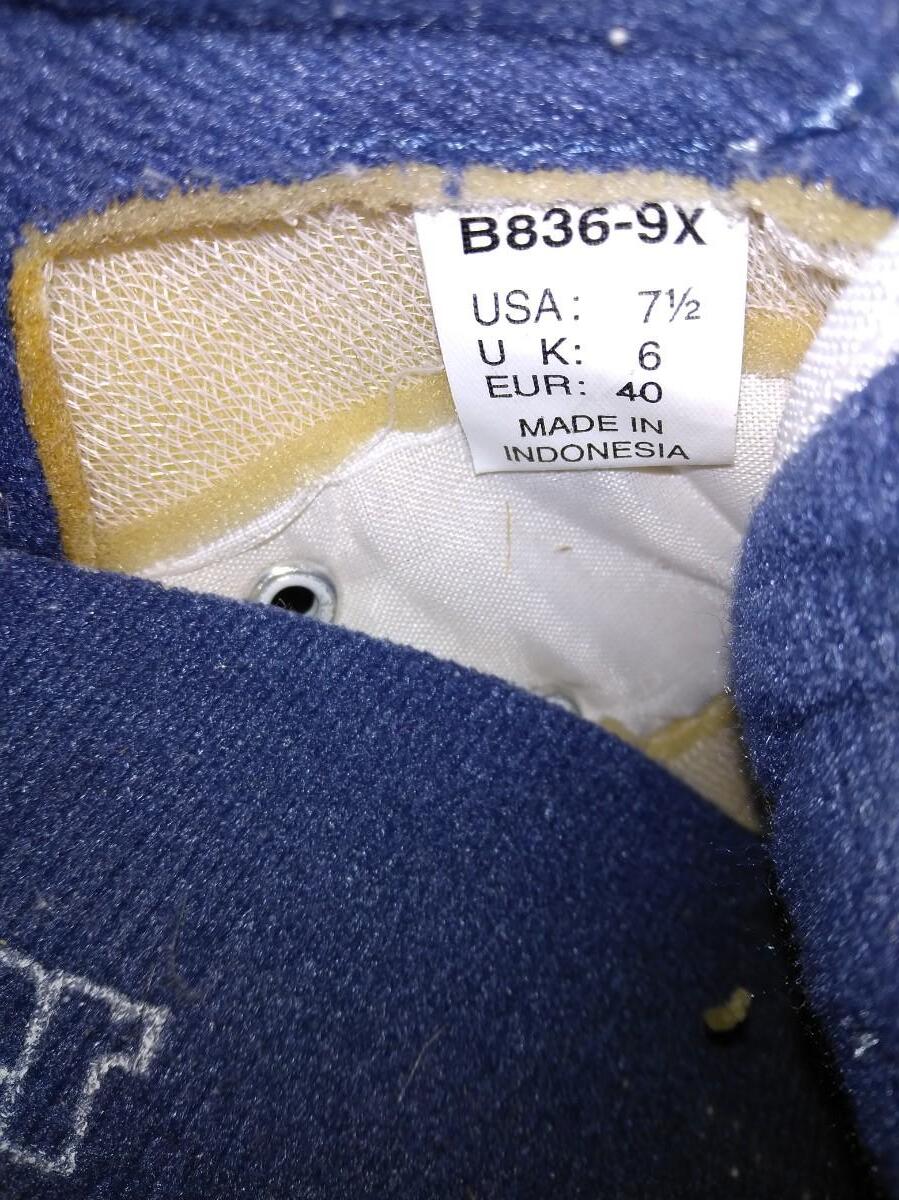 B836-9X
USA: 7½
U K: 6
EUR: 40
MADE IN
INDONESIA